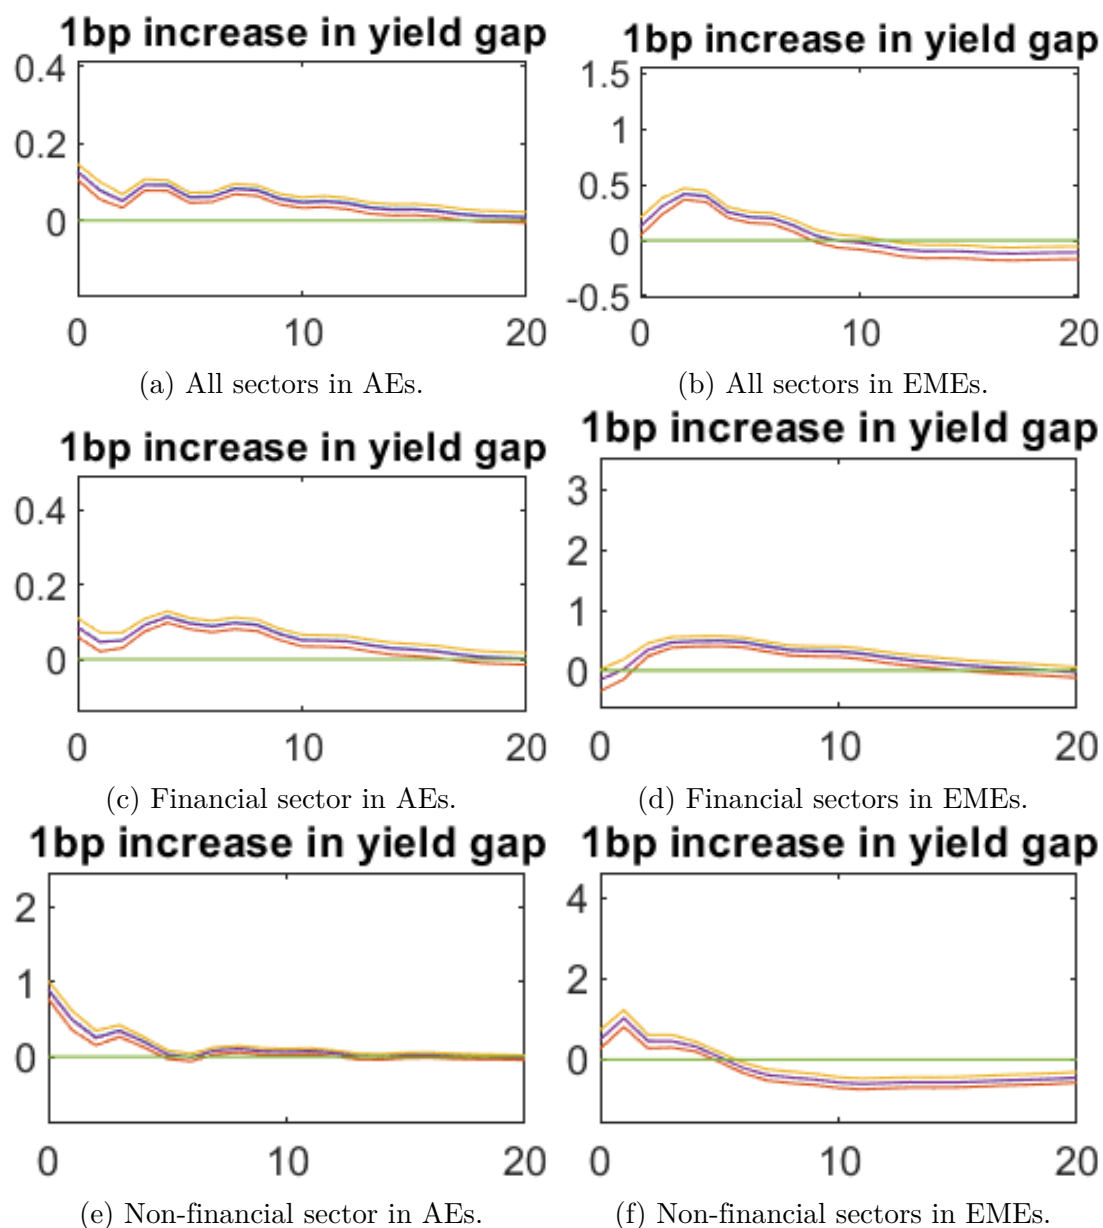 1bp increase in yield gap
0.4
0.2
0
0 10 20
(a) All sectors in AEs.
1bp increase in yield gap
1.5
1
0.5
0
-0.5
0 10 20
(b) All sectors in EMEs.
1bp increase in yield gap
0.4
0.2
0
0 10 20
(c) Financial sector in AEs.
1bp increase in yield gap
3
2
1
0
0 10 20
(d) Financial sectors in EMEs.
1bp increase in yield gap
2
1
0
0 10 20
(e) Non-financial sector in AEs.
1bp increase in yield gap
4
2
0
0 10 20
(f) Non-financial sectors in EMEs.